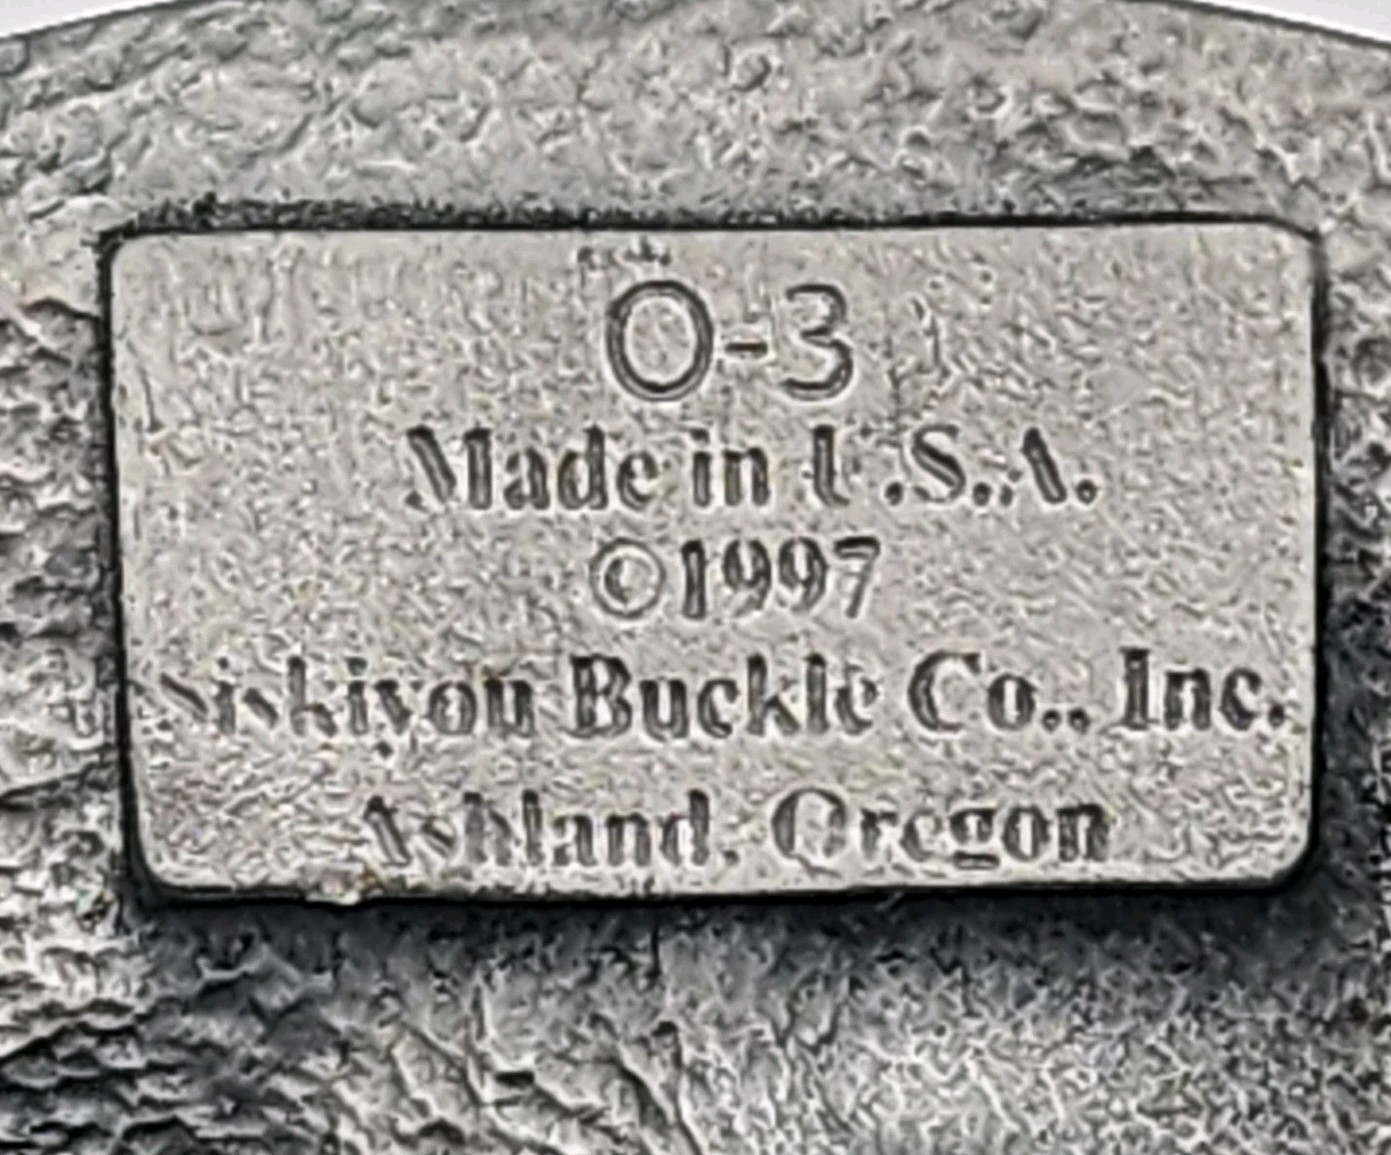 O-3
Made in U.S.A.
©1997
Siskiyou Buckle Co., Inc.
Ashland, Oregon